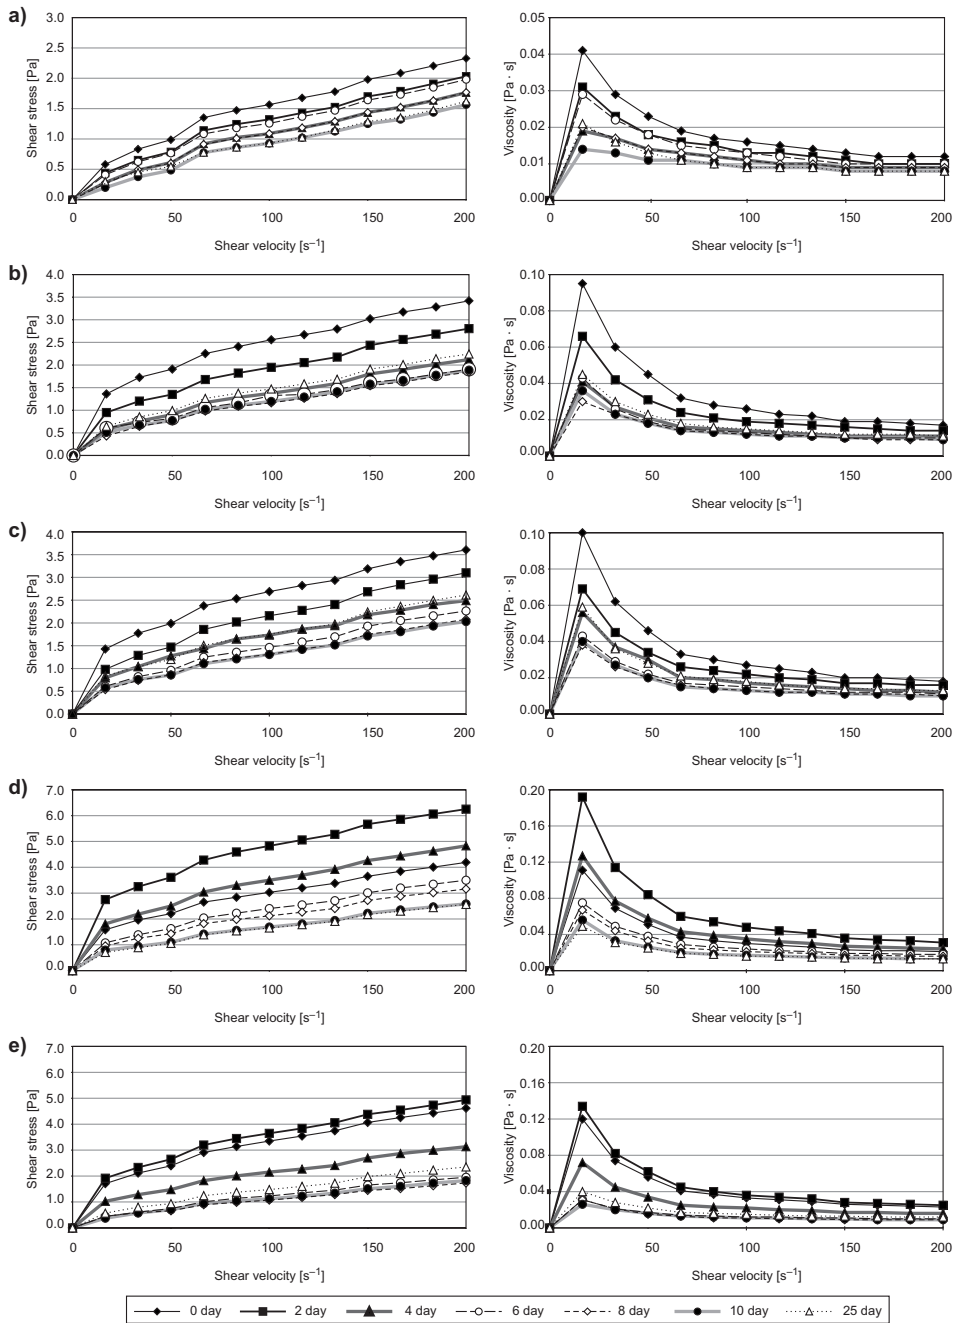 a)
Shear stress [Pa]
3.0
2.5
2.0
1.5
1.0
0.5
0.0
0 50 100 150 200
Shear velocity [s⁻¹]
Viscosity [Pa · s]
0.05
0.04
0.03
0.02
0.01
0.00
0 50 100 150 200
Shear velocity [s⁻¹]
b)
Shear stress [Pa]
4.0
3.5
3.0
2.5
2.0
1.5
1.0
0.5
0.0
0 50 100 150 200
Shear velocity [s⁻¹]
Viscosity [Pa · s]
0.10
0.08
0.06
0.04
0.02
0.00
0 50 100 150 200
Shear velocity [s⁻¹]
c)
Shear stress [Pa]
4.0
3.5
3.0
2.5
2.0
1.5
1.0
0.5
0.0
0 50 100 150 200
Shear velocity [s⁻¹]
Viscosity [Pa · s]
0.10
0.08
0.06
0.04
0.02
0.00
0 50 100 150 200
Shear velocity [s⁻¹]
d)
Shear stress [Pa]
7.0
6.0
5.0
4.0
3.0
2.0
1.0
0.0
0 50 100 150 200
Shear velocity [s⁻¹]
Viscosity [Pa · s]
0.20
0.16
0.12
0.08
0.04
0.00
0 50 100 150 200
Shear velocity [s⁻¹]
e)
Shear stress [Pa]
7.0
6.0
5.0
4.0
3.0
2.0
1.0
0.0
0 50 100 150 200
Shear velocity [s⁻¹]
Viscosity [Pa · s]
0.20
0.16
0.12
0.08
0.04
0.00
0 50 100 150 200
Shear velocity [s⁻¹]
0 day 2 day 4 day 6 day 8 day 10 day 25 day